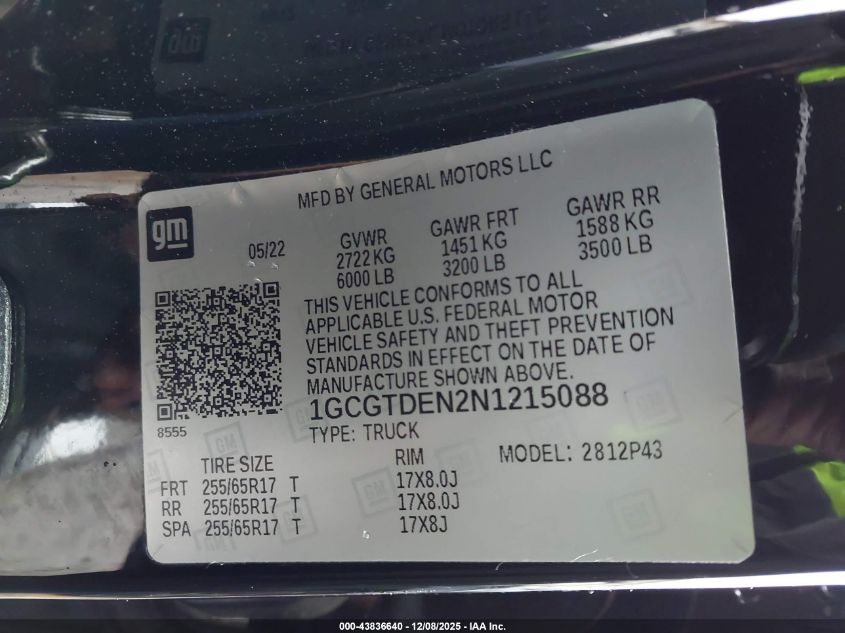 MFD BY GENERAL MOTORS LLC
gm
05/22
GVWR
2722 KG
6000 LB
GAWR FRT
1451 KG
3200 LB
GAWR RR
1588 KG
3500 LB
THIS VEHICLE CONFORMS TO ALL
APPLICABLE U.S. FEDERAL MOTOR
VEHICLE SAFETY AND THEFT PREVENTION
STANDARDS IN EFFECT ON THE DATE OF
MANUFACTURE SHOWN ABOVE.
8555
1GCGTDEN2N1215088
TYPE: TRUCK
MODEL: 2812P43
TIRE SIZE RIM
FRT 255/65R17 T 17X8.0J
RR 255/65R17 T 17X8.0J
SPA 255/65R17 T 17X8J
000-43836640 - 12/08/2025 - IAA Inc.